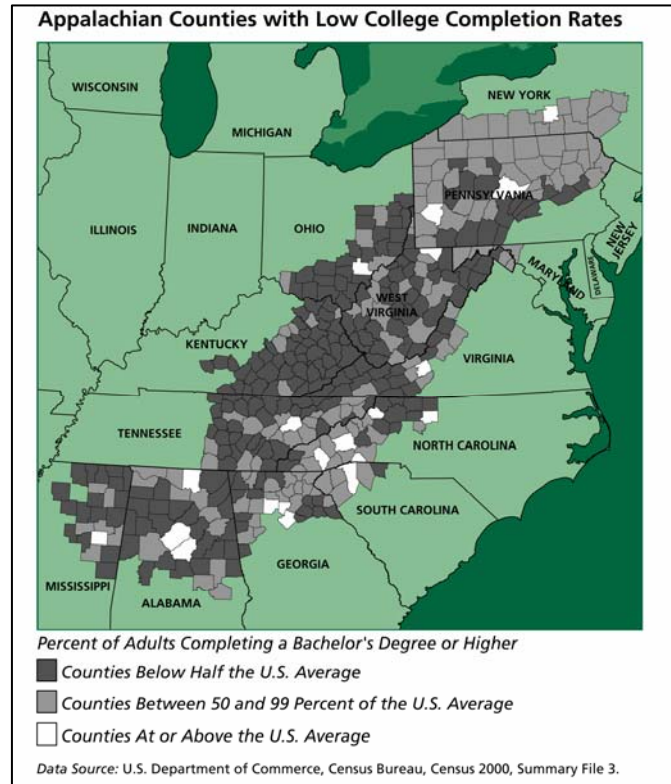 Appalachian Counties with Low College Completion Rates
WISCONSIN
NEW YORK
MICHIGAN
PENNSYLVANIA
ILLINOIS
INDIANA
OHIO
NEW JERSEY
MARYLAND
DELAWARE
WEST
VIRGINIA
KENTUCKY
VIRGINIA
TENNESSEE
NORTH CAROLINA
SOUTH CAROLINA
GEORGIA
MISSISSIPPI
ALABAMA
Percent of Adults Completing a Bachelor's Degree or Higher
Counties Below Half the U.S. Average
Counties Between 50 and 99 Percent of the U.S. Average
Counties At or Above the U.S. Average
Data Source: U.S. Department of Commerce, Census Bureau, Census 2000, Summary File 3.